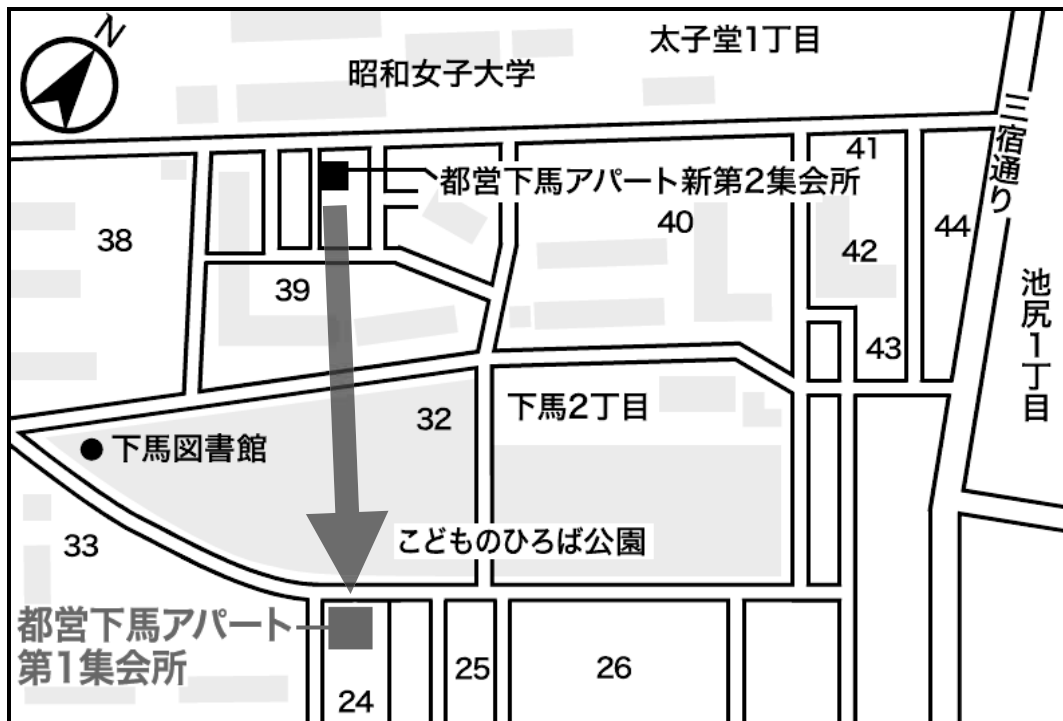 N
太子堂1丁目
昭和女子大学
三宿通り
41
都営下馬アパート新第2集会所
38
40
42
44
39
池尻1丁目
43
32
下馬2丁目
下馬図書館
33
こどものひろば公園
都営下馬アパート
第1集会所
24
25
26